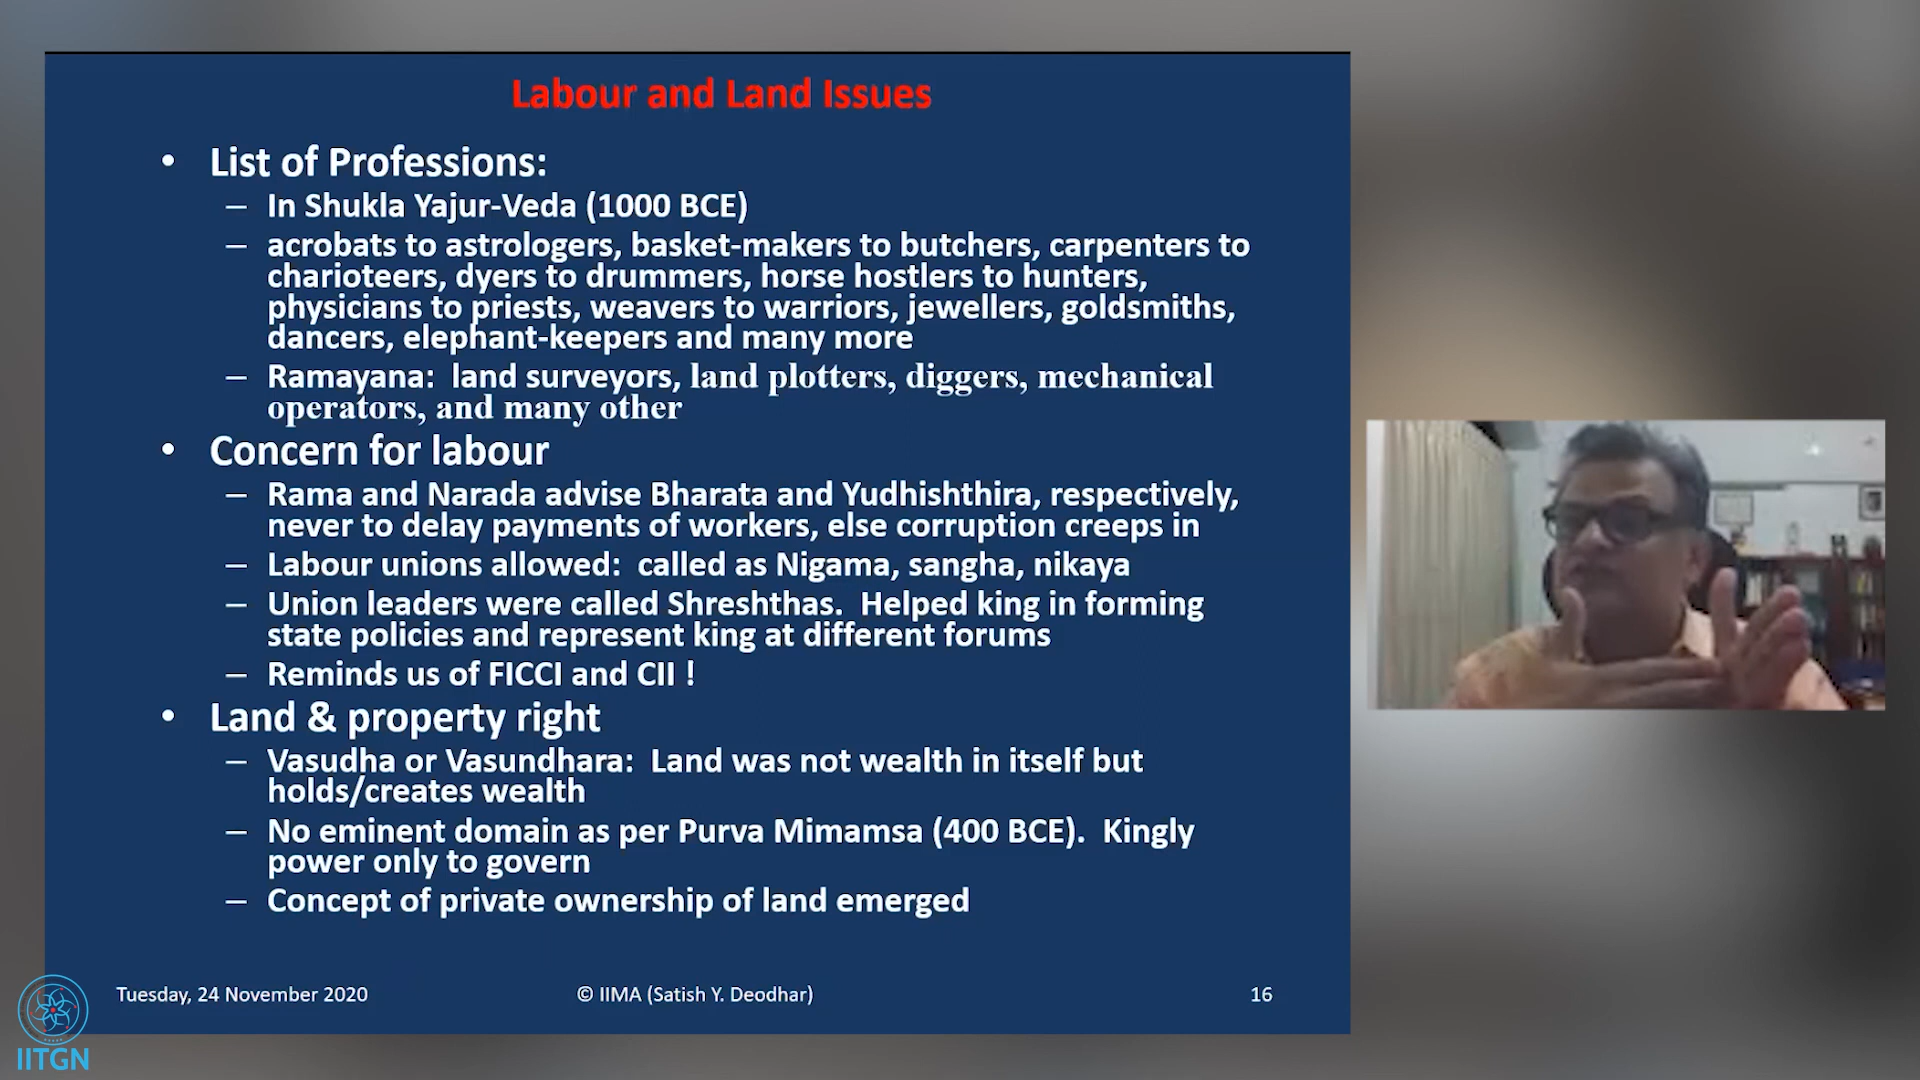 Labour and Land Issues
• List of Professions:
– In Shukla Yajur-Veda (1000 BCE)
– acrobats to astrologers, basket-makers to butchers, carpenters to
charioteers, dyers to drummers, horse hostlers to hunters,
physicians to priests, weavers to warriors, jewellers, goldsmiths,
dancers, elephant-keepers and many more
– Ramayana: land surveyors, land plotters, diggers, mechanical
operators, and many other
• Concern for labour
– Rama and Narada advise Bharata and Yudhishthira, respectively,
never to delay payments of workers, else corruption creeps in
– Labour unions allowed: called as Nigama, sangha, nikaya
– Union leaders were called Shreshthas. Helped king in forming
state policies and represent king at different forums
– Reminds us of FICCI and CII !
• Land & property right
– Vasudha or Vasundhara: Land was not wealth in itself but
holds/creates wealth
– No eminent domain as per Purva Mimamsa (400 BCE). Kingly
power only to govern
– Concept of private ownership of land emerged
Tuesday, 24 November 2020
© IIMA (Satish Y. Deodhar)
16
IITGN